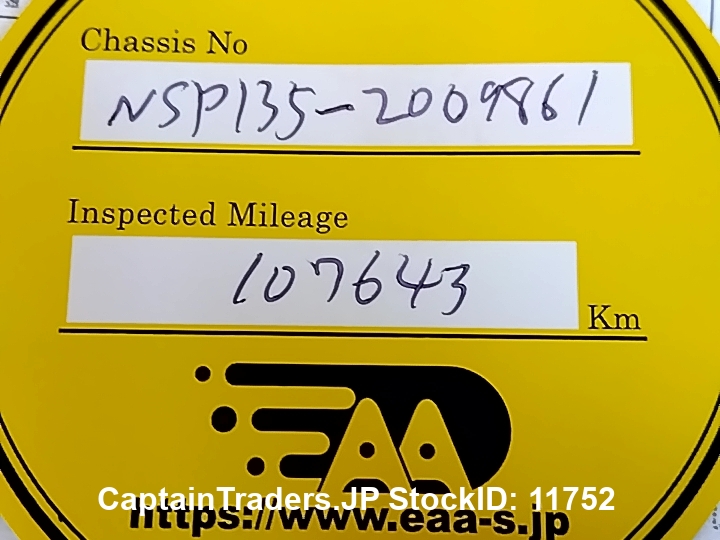 Chassis No
NSP135-2009861
Inspected Mileage
107643
Km
EAA
CaptainTraders.JP StockID: 11752
https://www.eaa-s.jp